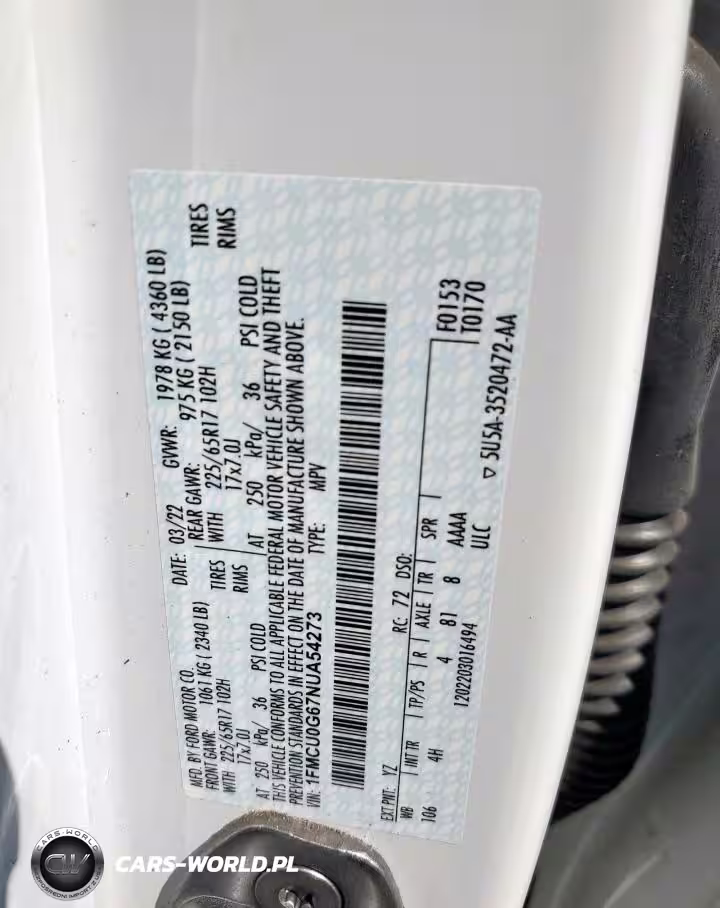 MFD. BY FORD MOTOR CO.
DATE: 03/22 GVWR: 1978 KG ( 4360 LB)
FRONT GAWR: 1061 KG ( 2340 LB)
REAR GAWR: 975 KG ( 2150 LB)
WITH 225/65R17 102H TIRES
WITH 225/65R17 102H TIRES
17x7.0J RIMS
17x7.0J RIMS
AT 250 kPa/ 36 PSI COLD
AT 250 kPa/ 36 PSI COLD
THIS VEHICLE CONFORMS TO ALL APPLICABLE FEDERAL MOTOR VEHICLE SAFETY AND THEFT
PREVENTION STANDARDS IN EFFECT ON THE DATE OF MANUFACTURE SHOWN ABOVE.
VIN: 1FMCU0G67NUA54273 TYPE: MPV
EXT PNT: YZ RC: 72 DSO: F0153
T0170
WB INT TR TP/PS R AXLE TR SPR
106 4H 4 B1 8 AAAA
▽ 5U5A-3520472-AA
1202203016494 ULC
CARS-WORLD
CW
CARS-WORLD.PL